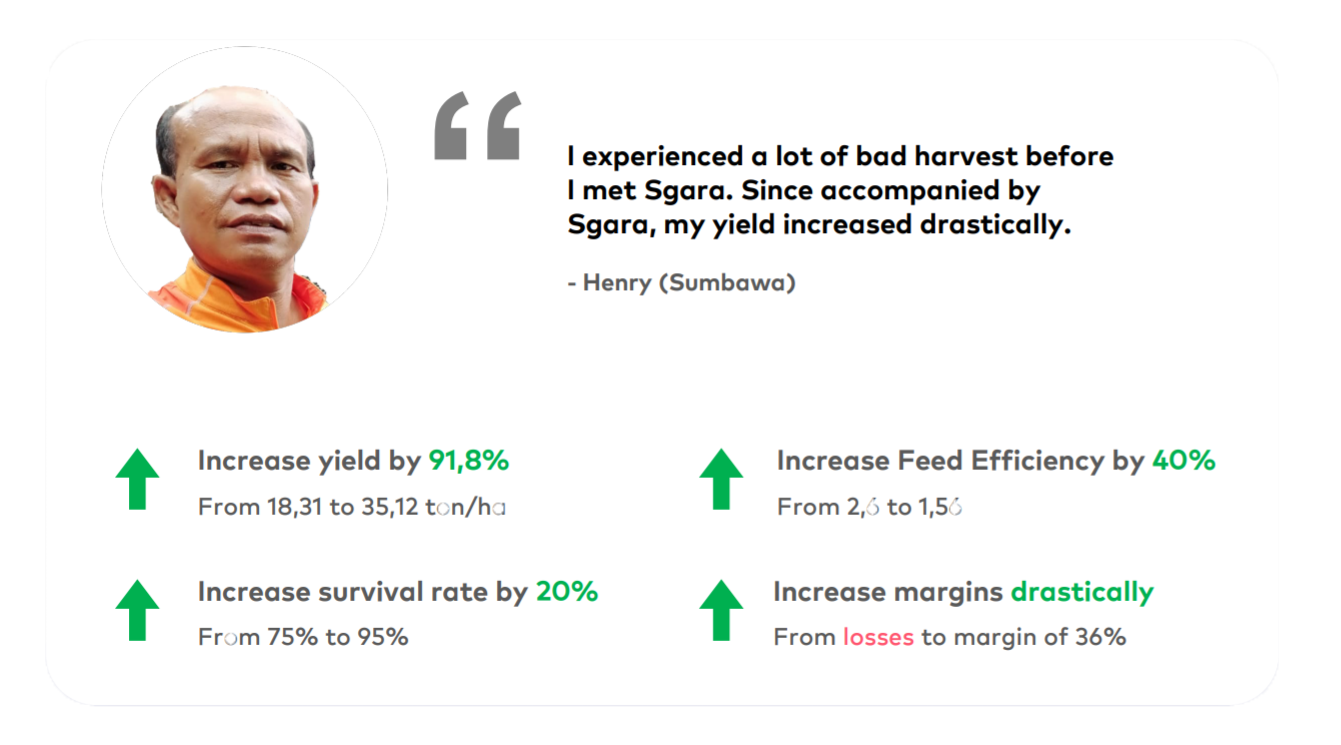 “
I experienced a lot of bad harvest before
I met Sgara. Since accompanied by
Sgara, my yield increased drastically.
- Henry (Sumbawa)
Increase yield by 91,8%
From 18,31 to 35,12 ton/ha
Increase Feed Efficiency by 40%
From 2,6 to 1,56
Increase survival rate by 20%
From 75% to 95%
Increase margins drastically
From losses to margin of 36%